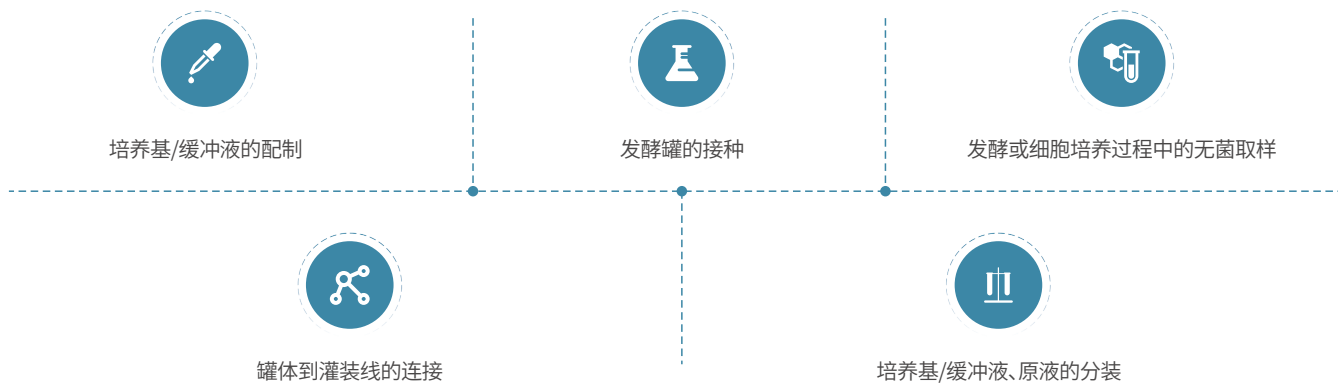 培养基/缓冲液的配制
发酵罐的接种
发酵或细胞培养过程中的无菌取样
罐体到灌装线的连接
培养基/缓冲液、原液的分装